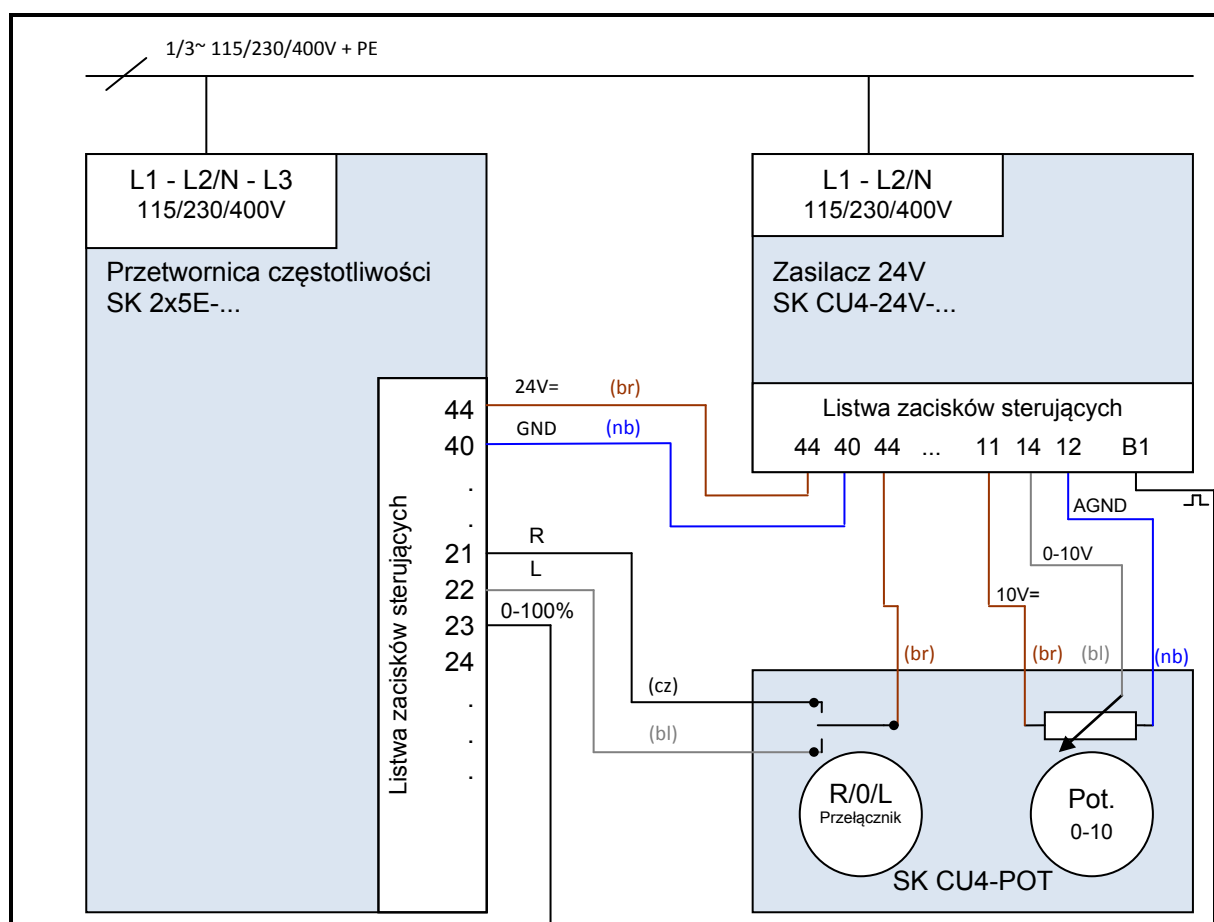 1/3~ 115/230/400V + PE
L1 - L2/N - L3
115/230/400V
Przetwornica częstotliwości
SK 2x5E-...
L1 - L2/N
115/230/400V
Zasilacz 24V
SK CU4-24V-...
Listwa zacisków sterujących
44 40 44 ... 11 14 12 B1
Listwa zacisków sterujących
44
40
.
.
21
22
23
24
.
.
.
24V= (br)
GND (nb)
R
L
0-100%
AGND
0-10V
10V=
(br) (br) (bl) (nb)
(cz)
(bl)
R/0/L
Przełącznik
Pot.
0-10
SK CU4-POT